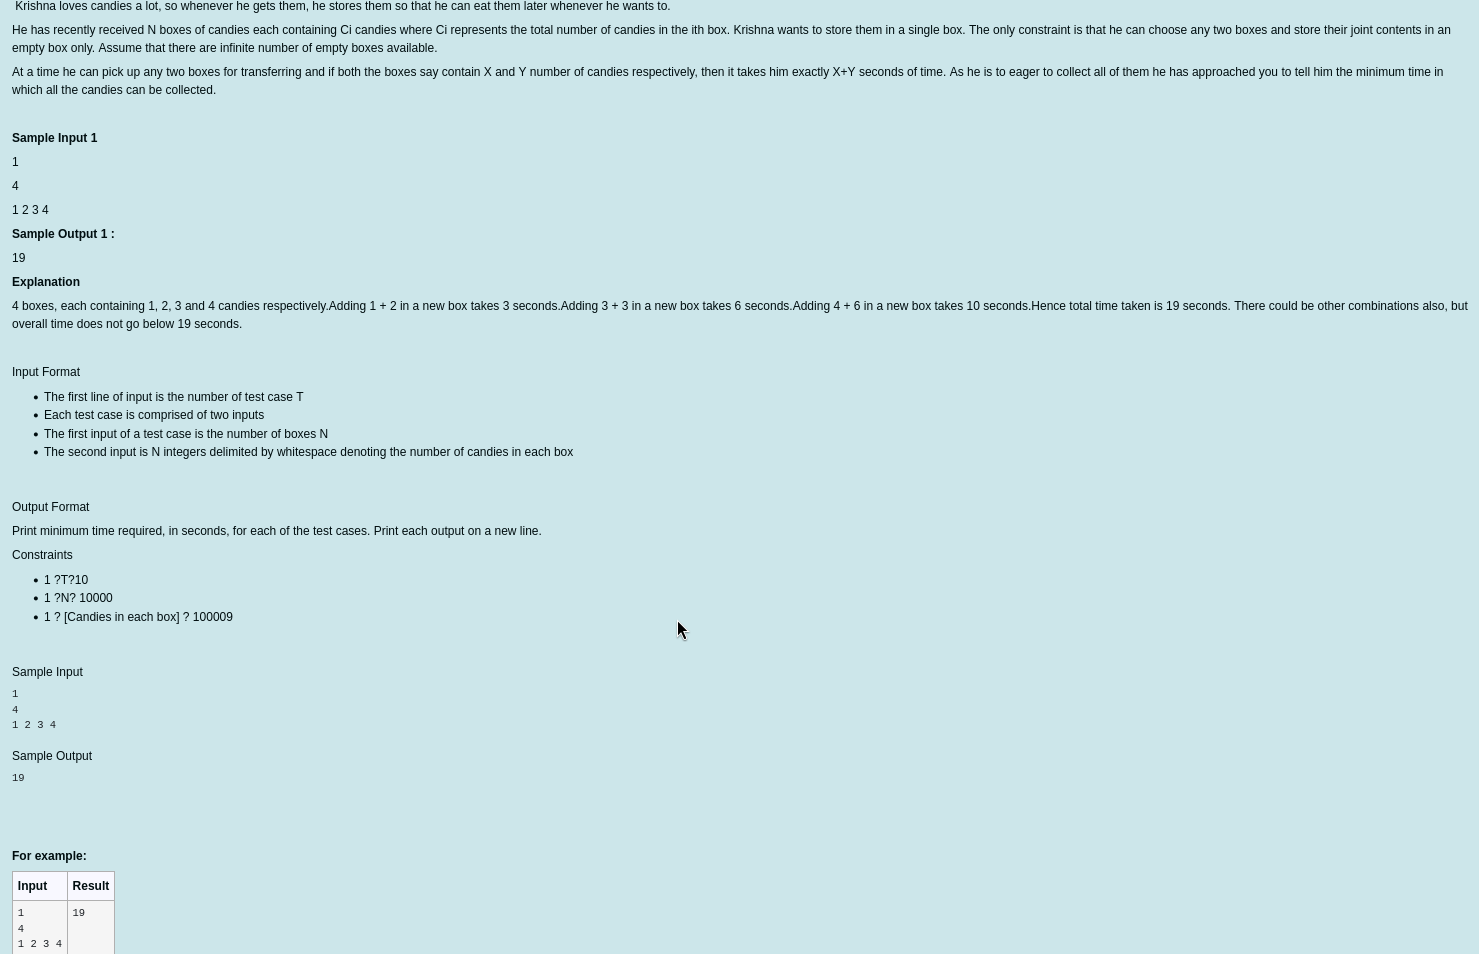 Krishna loves candies a lot, so whenever he gets them, he stores them so that he can eat them later whenever he wants to.
He has recently received N boxes of candies each containing Ci candies where Ci represents the total number of candies in the ith box. Krishna wants to store them in a single box. The only constraint is that he can choose any two boxes and store their joint contents in an
empty box only. Assume that there are infinite number of empty boxes available.
At a time he can pick up any two boxes for transferring and if both the boxes say contain X and Y number of candies respectively, then it takes him exactly X+Y seconds of time. As he is to eager to collect all of them he has approached you to tell him the minimum time in
which all the candies can be collected.
Sample Input 1
1
4
1 2 3 4
Sample Output 1 :
19
Explanation
4 boxes, each containing 1, 2, 3 and 4 candies respectively.Adding 1 + 2 in a new box takes 3 seconds.Adding 3 + 3 in a new box takes 6 seconds.Adding 4 + 6 in a new box takes 10 seconds.Hence total time taken is 19 seconds. There could be other combinations also, but
overall time does not go below 19 seconds.
Input Format
• The first line of input is the number of test case T
• Each test case is comprised of two inputs
• The first input of a test case is the number of boxes N
• The second input is N integers delimited by whitespace denoting the number of candies in each box
Output Format
Print minimum time required, in seconds, for each of the test cases. Print each output on a new line.
Constraints
• 1 ?T?10
• 1 ?N? 10000
• 1 ? [Candies in each box] ? 100009
Sample Input
1
4
1 2 3 4
Sample Output
19
For example:
Input Result
1 19
4
1 2 3 4